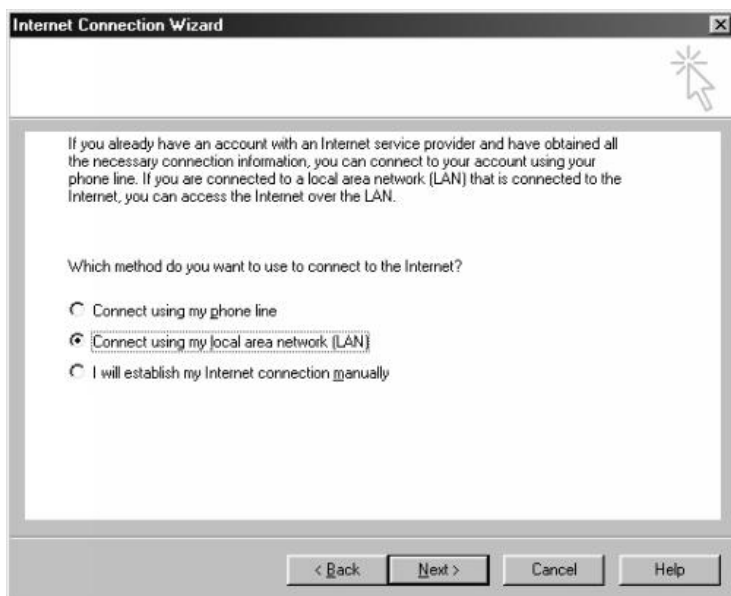 Internet Connection Wizard
If you already have an account with an Internet service provider and have obtained all
the necessary connection information, you can connect to your account using your
phone line. If you are connected to a local area network (LAN) that is connected to the
Internet, you can access the Internet over the LAN.
Which method do you want to use to connect to the Internet?
Connect using my phone line
Connect using my local area network (LAN)
I will establish my Internet connection manually
< Back Next > Cancel Help